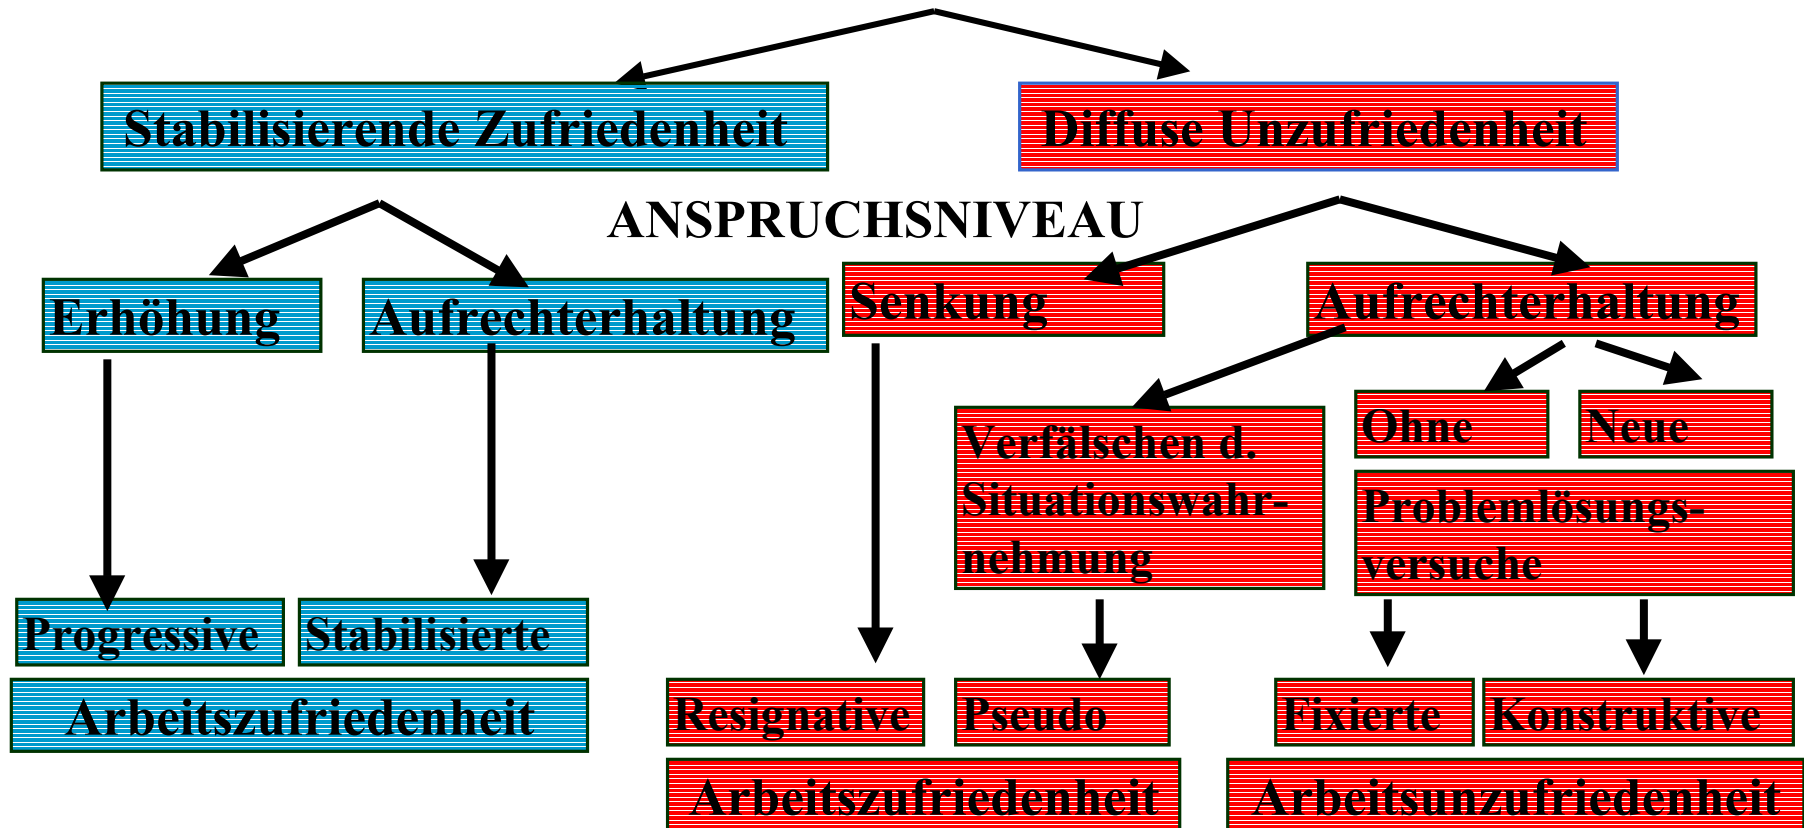 Stabilisierende Zufriedenheit
Diffuse Unzufriedenheit
ANSPRUCHSNIVEAU
Erhöhung
Aufrechterhaltung
Senkung
Aufrechterhaltung
Verfälschen d.
Situationswahr-
nehmung
Ohne
Neue
Problemlösungs-
versuche
Progressive
Stabilisierte
Arbeitszufriedenheit
Resignative
Pseudo
Fixierte
Konstruktive
Arbeitszufriedenheit
Arbeitsunzufriedenheit